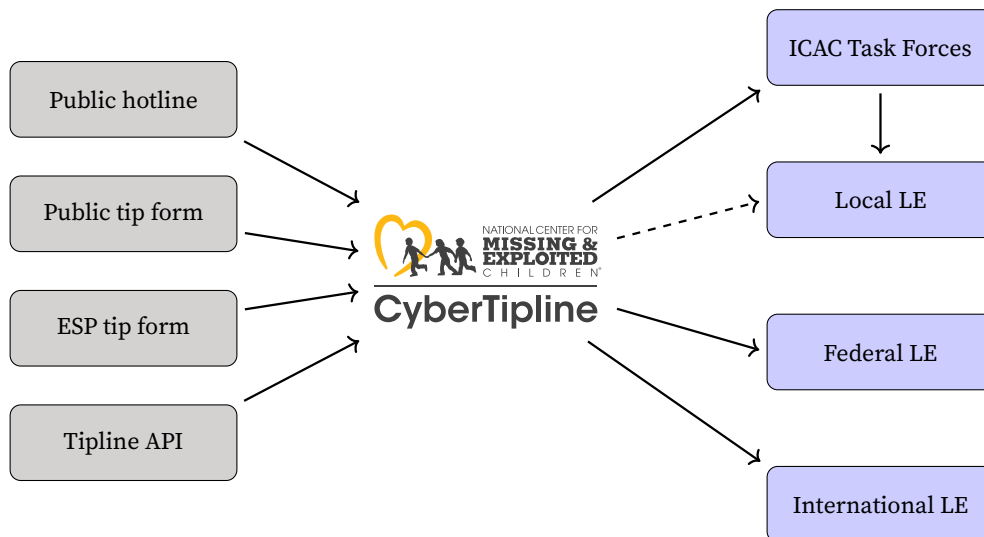 Public hotline
Public tip form
ESP tip form
Tipline API
NATIONAL CENTER FOR
MISSING &
EXPLOITED
CHILDREN®
CyberTipline
ICAC Task Forces
Local LE
Federal LE
International LE